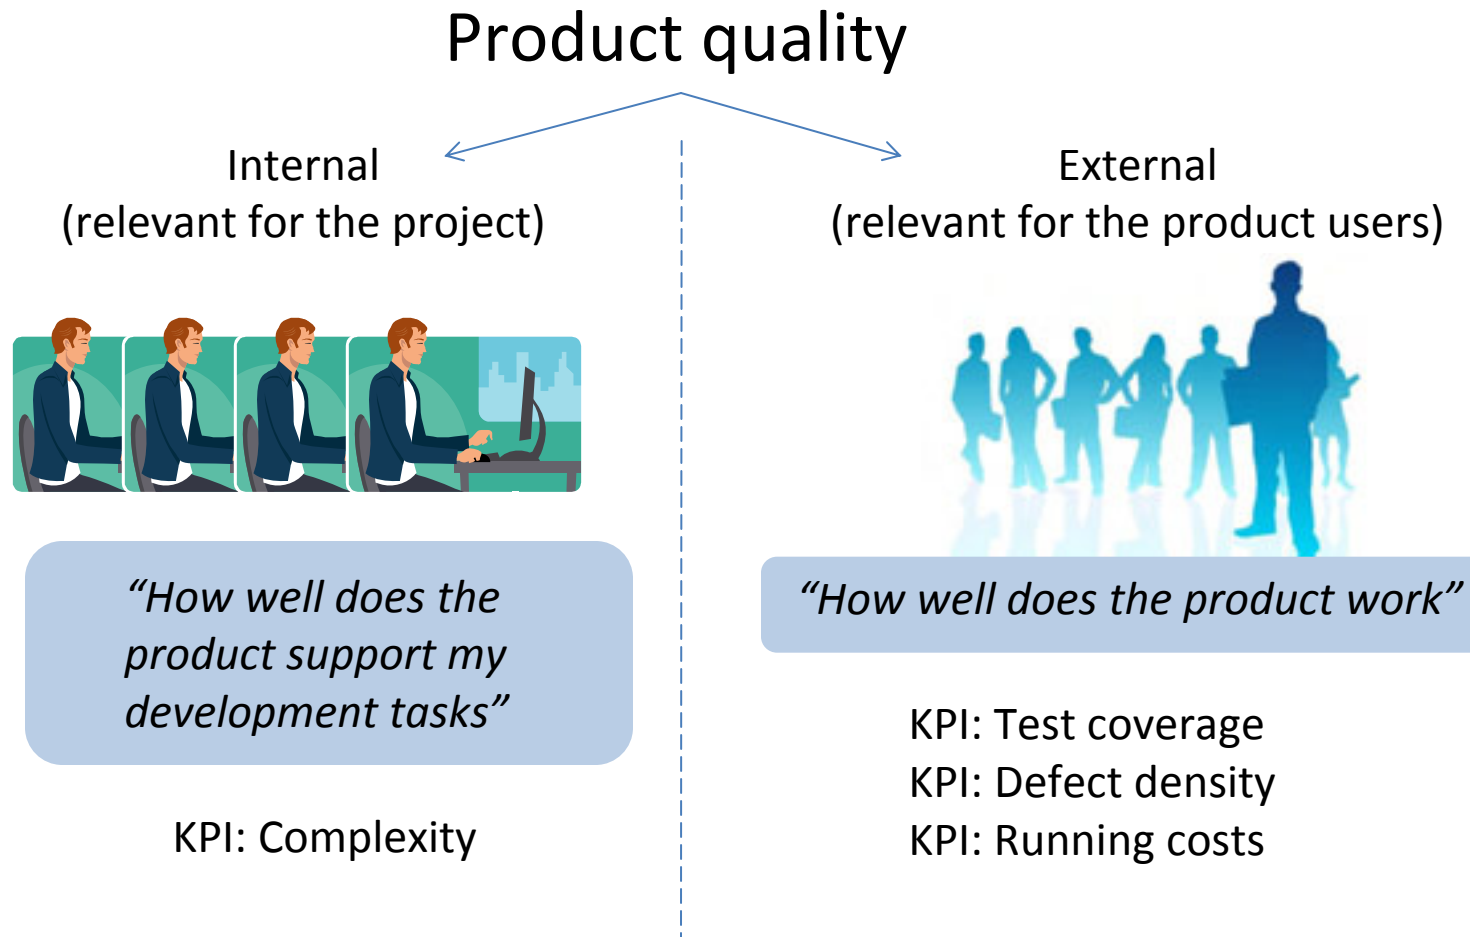 Product quality
Internal
(relevant for the project)
“How well does the
product support my
development tasks”
KPI: Complexity
External
(relevant for the product users)
“How well does the product work”
KPI: Test coverage
KPI: Defect density
KPI: Running costs